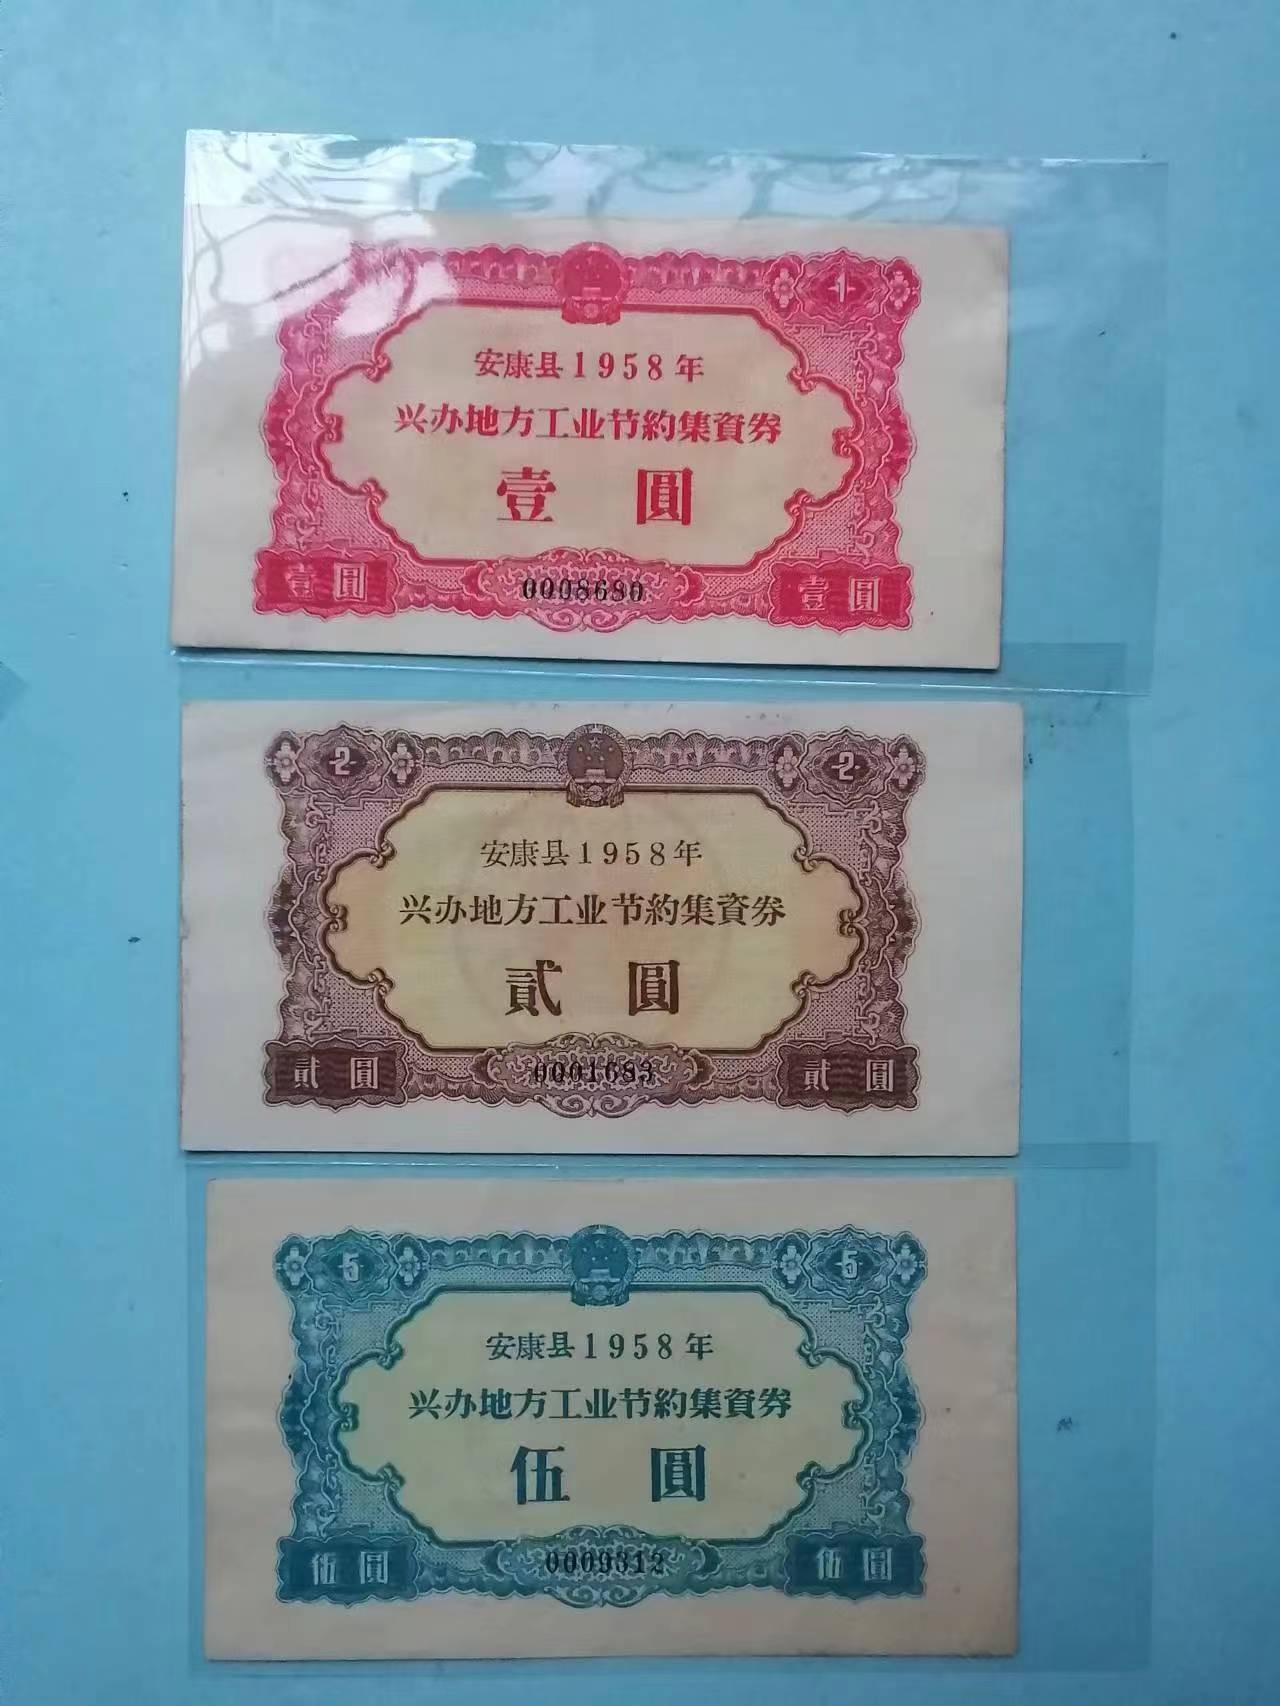 1
安康县1958年
兴办地方工业节約集資券
壹 圓
壹 圓
0008680
壹 圓
2
2
安康县1958年
兴办地方工业节約集資券
貳 圓
貳 圓
0001683
貳 圓
5
5
安康县1958年
兴办地方工业节約集資券
伍 圓
伍 圓
0009312
伍 圓